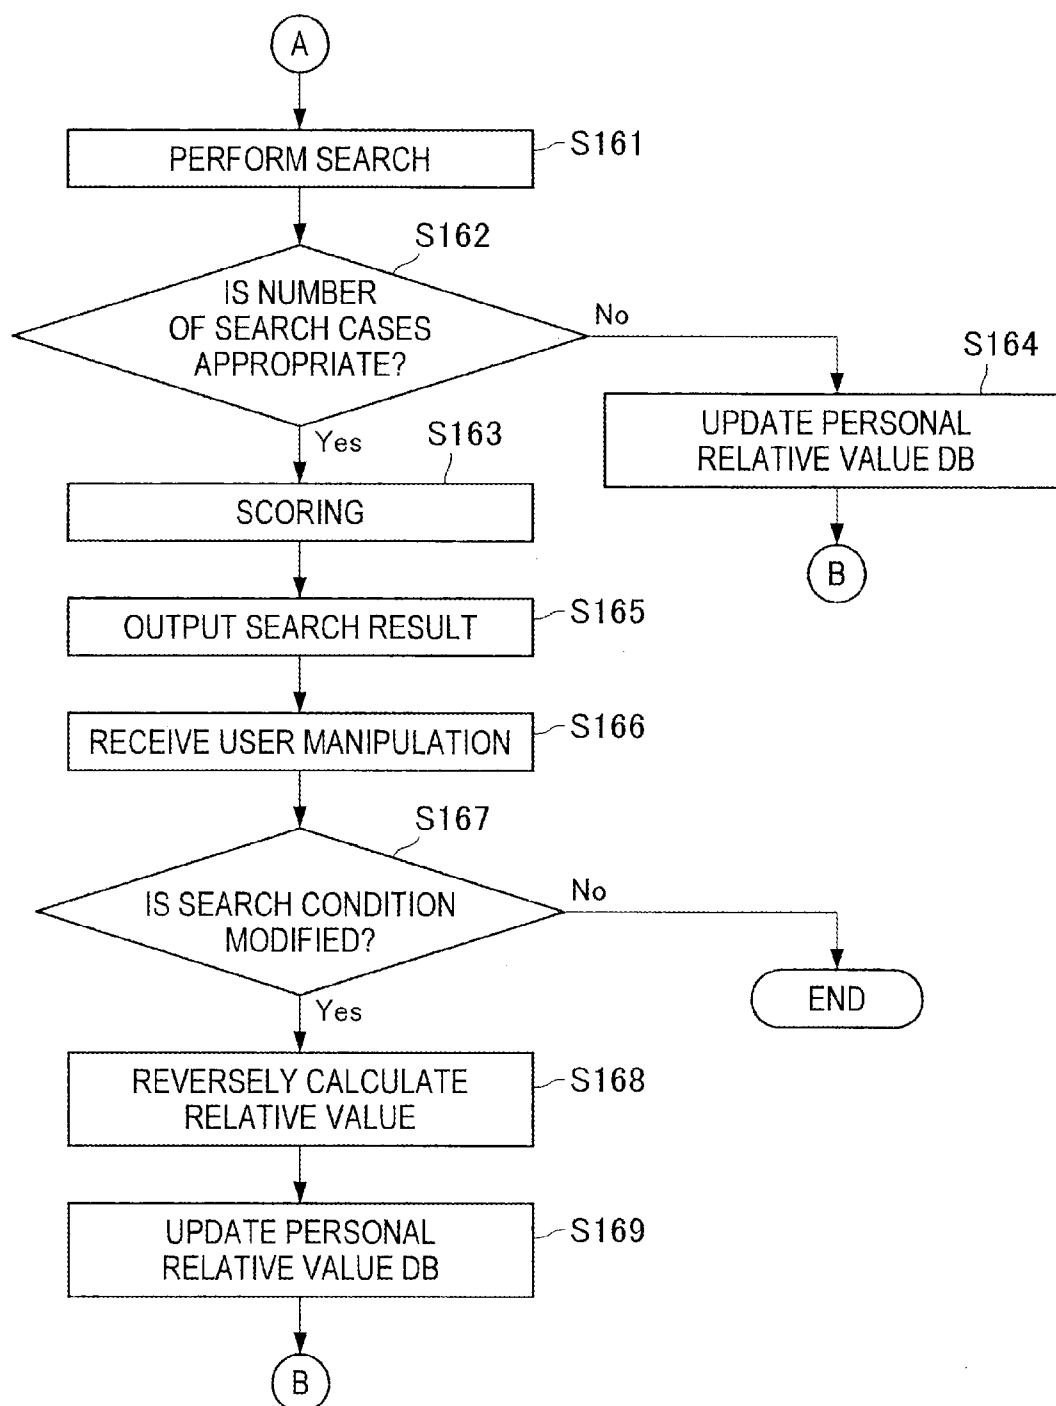 A
PERFORM SEARCH
S161
S162
IS NUMBER
OF SEARCH CASES
APPROPRIATE?
No
Yes
S164
UPDATE PERSONAL
RELATIVE VALUE DB
B
S163
SCORING
OUTPUT SEARCH RESULT
S165
RECEIVE USER MANIPULATION
S166
S167
IS SEARCH CONDITION
MODIFIED?
No
END
Yes
REVERSELY CALCULATE
RELATIVE VALUE
S168
UPDATE PERSONAL
RELATIVE VALUE DB
S169
B